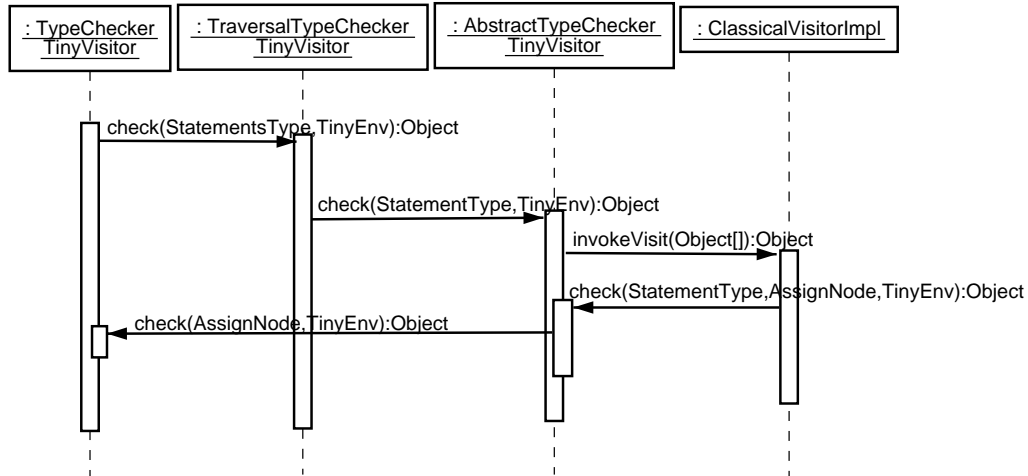 : TypeChecker
TinyVisitor
: TraversalTypeChecker
TinyVisitor
: AbstractTypeChecker
TinyVisitor
: ClassicalVisitorImpl
check(StatementsType,TinyEnv):Object
check(StatementType,TinyEnv):Object
invokeVisit(Object[]):Object
check(StatementType,AssignNode,TinyEnv):Object
check(AssignNode,TinyEnv):Object